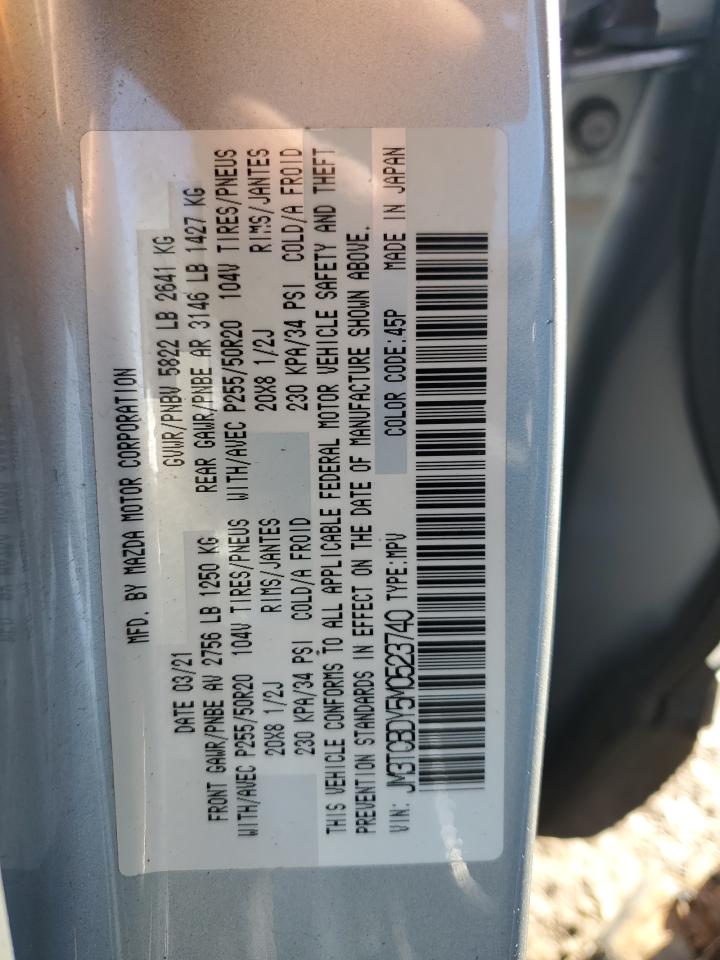 MFD. BY MAZDA MOTOR CORPORATION
DATE 03/21 GVWR/PNBV 5822 LB 2641 KG
FRONT GAWR/PNBE AV 2756 LB 1250 KG REAR GAWR/PNBE AR 3146 LB 1427 KG
WITH/AVEC P255/50R20 104V TIRES/PNEUS WITH/AVEC P255/50R20 104V TIRES/PNEUS
20X8 1/2J RIMS/JANTES 20X8 1/2J RIMS/JANTES
230 KPA/34 PSI COLD/A FROID 230 KPA/34 PSI COLD/A FROID
THIS VEHICLE CONFORMS TO ALL APPLICABLE FEDERAL MOTOR VEHICLE SAFETY AND THEFT
PREVENTION STANDARDS IN EFFECT ON THE DATE OF MANUFACTURE SHOWN ABOVE.
COLOR CODE:45P MADE IN JAPAN
VIN: JM3TCBDY5M0523740 TYPE:MPV